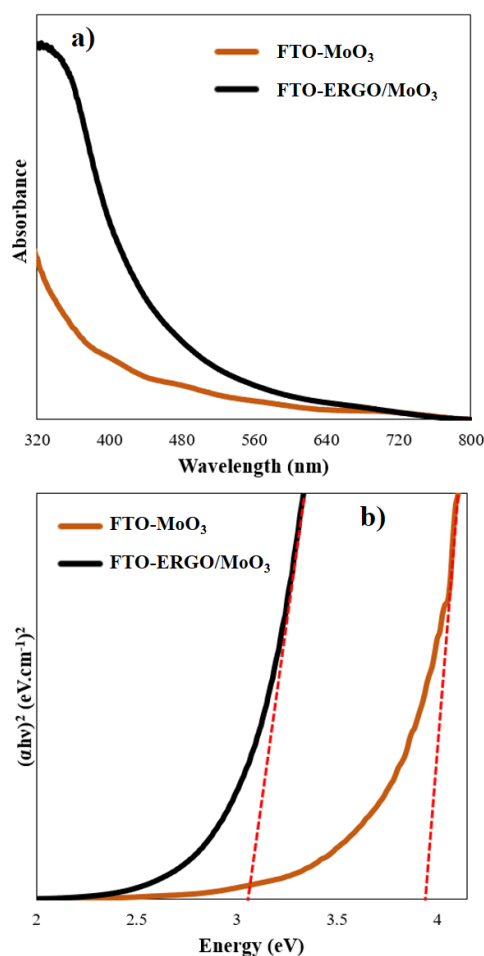 a)
FTO-MoO₃
FTO-ERGO/MoO₃
Absorbance
320 400 480 560 640 720 800
Wavelength (nm)
b)
FTO-MoO₃
FTO-ERGO/MoO₃
(αhν)² (eV.cm⁻¹)²
2 2.5 3 3.5 4
Energy (eV)